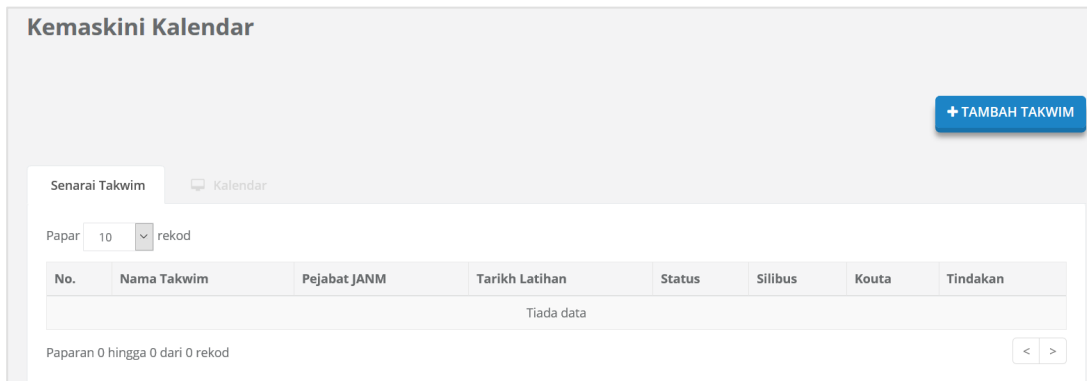 Kemaskini Kalendar
+ TAMBAH TAKWIM
Senarai Takwim Kalendar
Papar 10 rekod
No. Nama Takwim Pejabat JANM Tarikh Latihan Status Silibus Kouta Tindakan
Tiada data
Paparan 0 hingga 0 dari 0 rekod < >